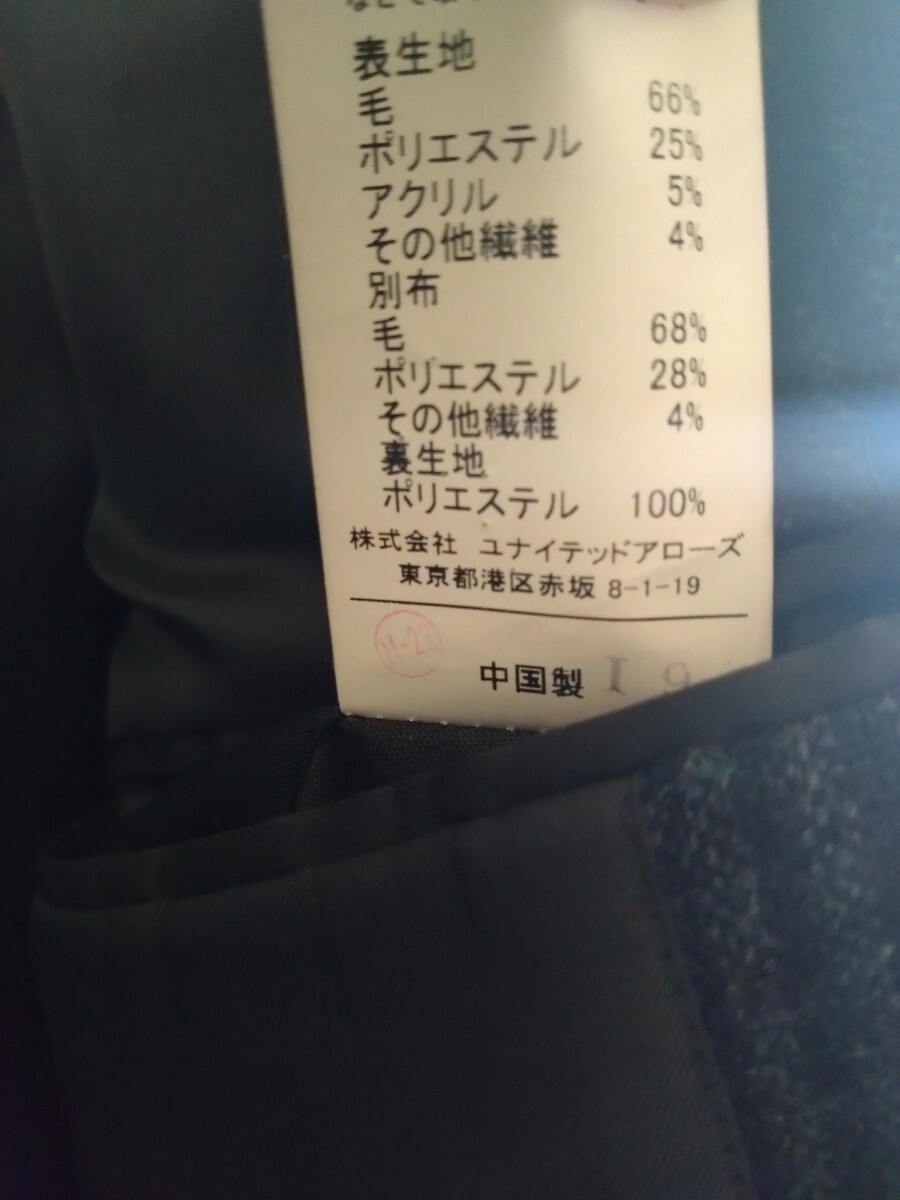 表生地
毛 66%
ポリエステル 25%
アクリル 5%
その他繊維 4%
別布
毛 68%
ポリエステル 28%
その他繊維 4%
裏生地
ポリエステル 100%
株式会社 ユナイテッドアローズ
東京都港区赤坂 8-1-19
中国製